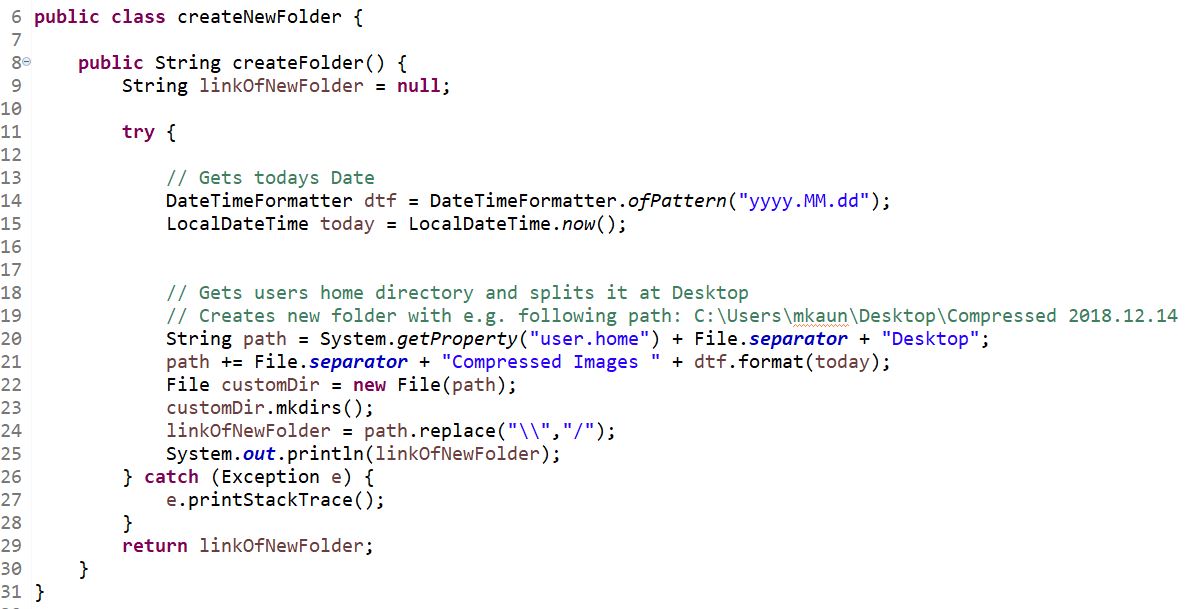 6 public class createNewFolder {
7
8 public String createFolder() {
9 String linkOfNewFolder = null;
10
11 try {
12
13 // Gets todays Date
14 DateTimeFormatter dtf = DateTimeFormatter.ofPattern("yyyy.MM.dd");
15 LocalDateTime today = LocalDateTime.now();
16
17
18 // Gets users home directory and splits it at Desktop
19 // Creates new folder with e.g. following path: C:\Users\mkaun\Desktop\Compressed 2018.12.14
20 String path = System.getProperty("user.home") + File.separator + "Desktop";
21 path += File.separator + "Compressed Images " + dtf.format(today);
22 File customDir = new File(path);
23 customDir.mkdirs();
24 linkOfNewFolder = path.replace("\\","/");
25 System.out.println(linkOfNewFolder);
26 } catch (Exception e) {
27 e.printStackTrace();
28 }
29 return linkOfNewFolder;
30 }
31 }